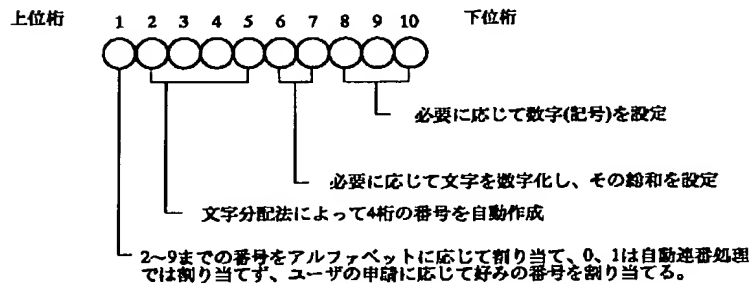 上位桁 1 2 3 4 5 6 7 8 9 10 下位桁
必要に応じて数字(記号)を設定
必要に応じて文字を数字化し、その総和を設定
文字分配法によって4桁の番号を自動作成
2～9までの番号をアルファベットに応じて割り当て、0、1は自動連番処理
では割り当てず、ユーザの申請に応じて好みの番号を割り当てる。